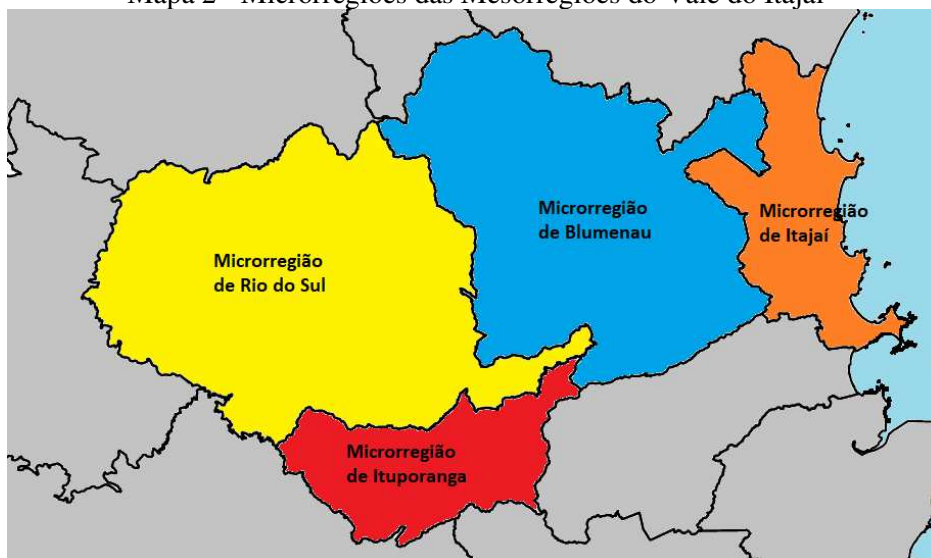 Mapa 2 - Microrregiões das Mesorregiões do Vale do Itajaí
Microrregião
de Blumenau
Microrregião
de Itajaí
Microrregião
de Rio do Sul
Microrregião
de Ituporanga